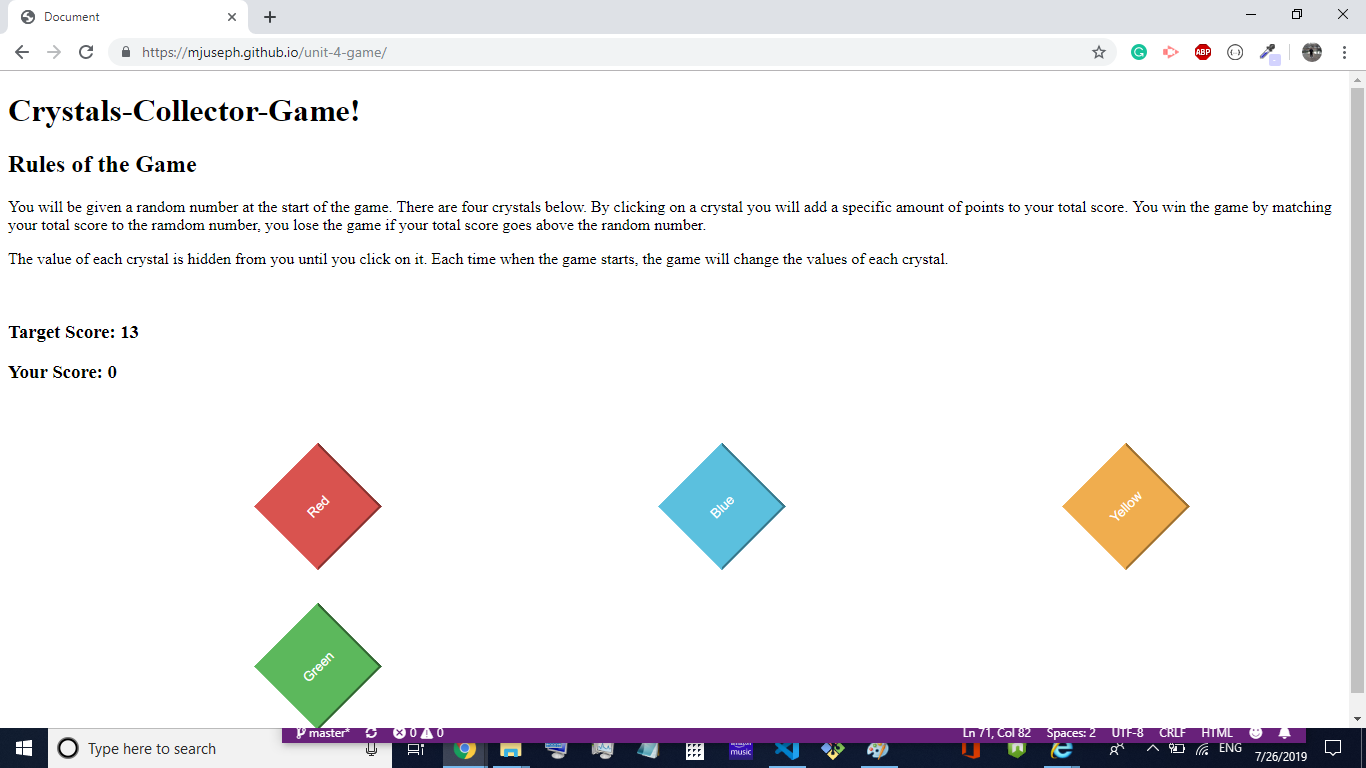 Document
https://mjuseph.github.io/unit-4-game/
ABP
Crystals-Collector-Game!
Rules of the Game
You will be given a random number at the start of the game. There are four crystals below. By clicking on a crystal you will add a specific amount of points to your total score. You win the game by matching
your total score to the ramdom number, you lose the game if your total score goes above the random number.
The value of each crystal is hidden from you until you click on it. Each time when the game starts, the game will change the values of each crystal.
Target Score: 13
Your Score: 0
Red
Blue
Yellow
Green
master* 0 0 Ln 71, Col 82 Spaces: 2 UTF-8 CRLF HTML
Type here to search
music
ENG
7/26/2019